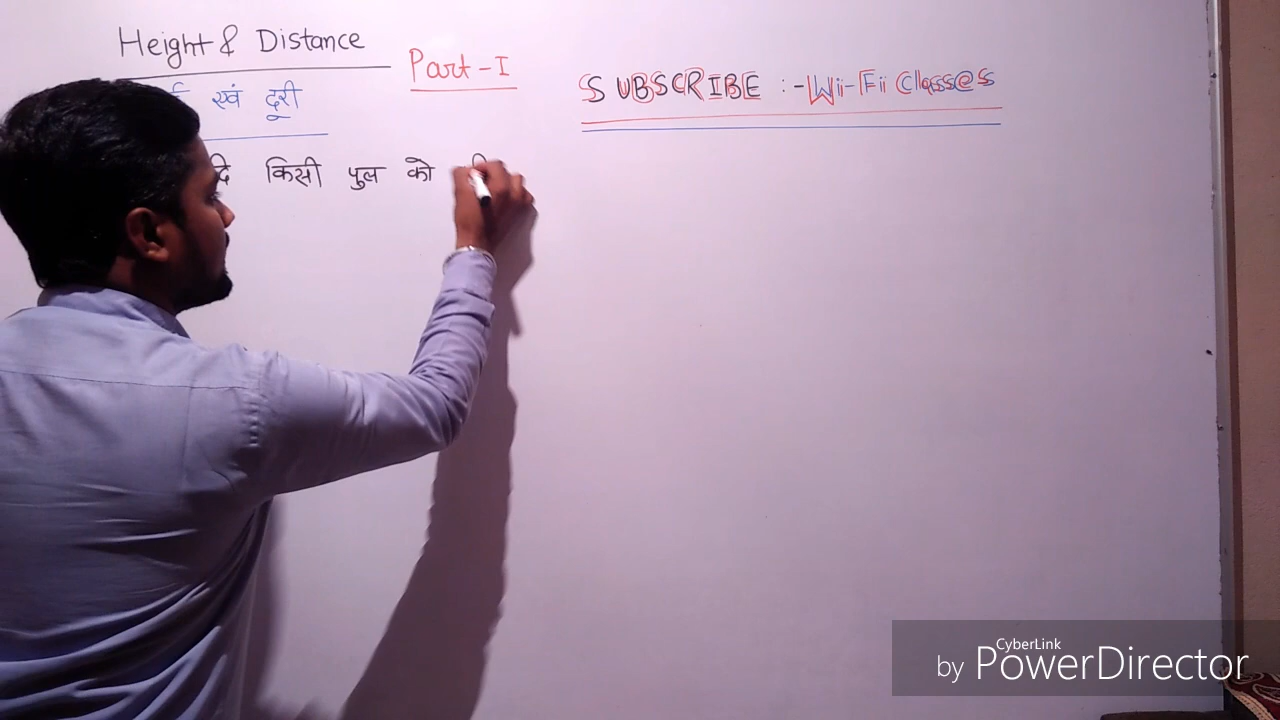 Height & Distance
Part-I
SUBSCRIBE :- Wi-Fi Classes
एवं दूरी
किसी पुल को
CyberLink
by PowerDirector